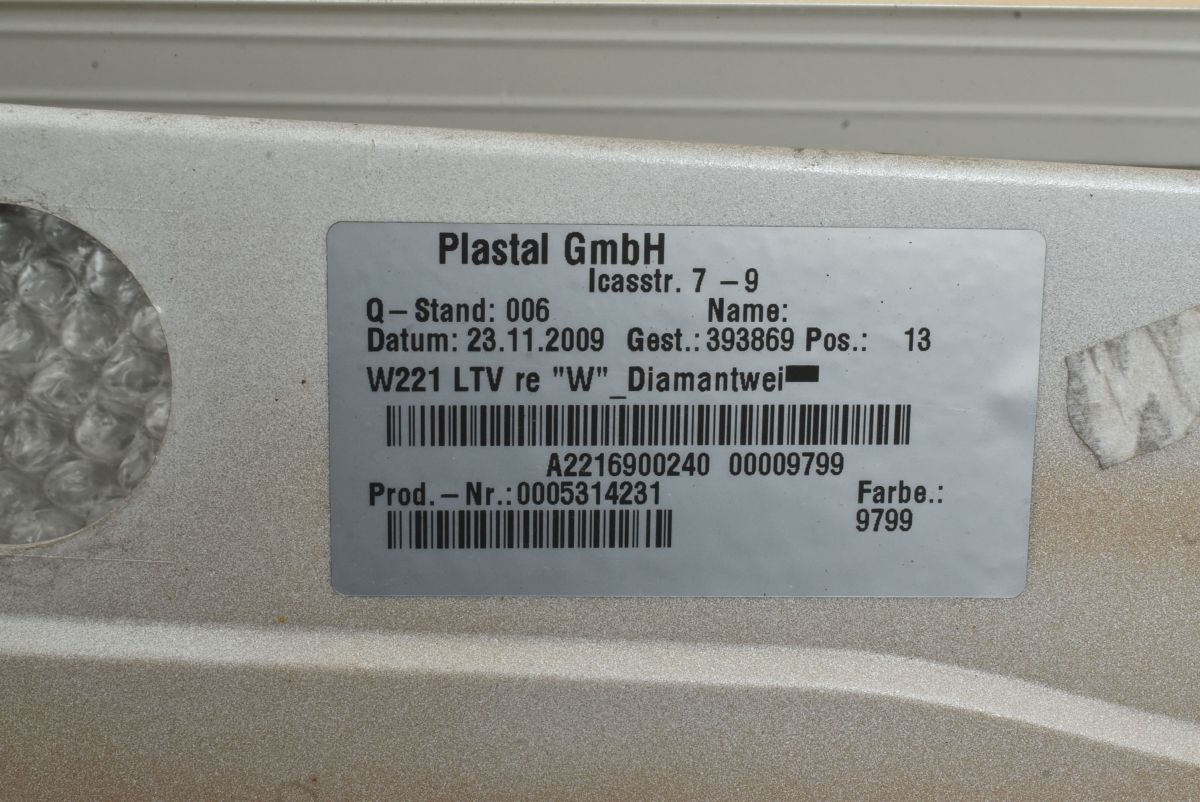 Plastal GmbH
Icasstr. 7 – 9
Q – Stand: 006 Name:
Datum: 23.11.2009 Gest.: 393869 Pos.: 13
W221 LTV re "W"_Diamantwei
A2216900240 00009799
Prod. – Nr.: 0005314231 Farbe.:
9799